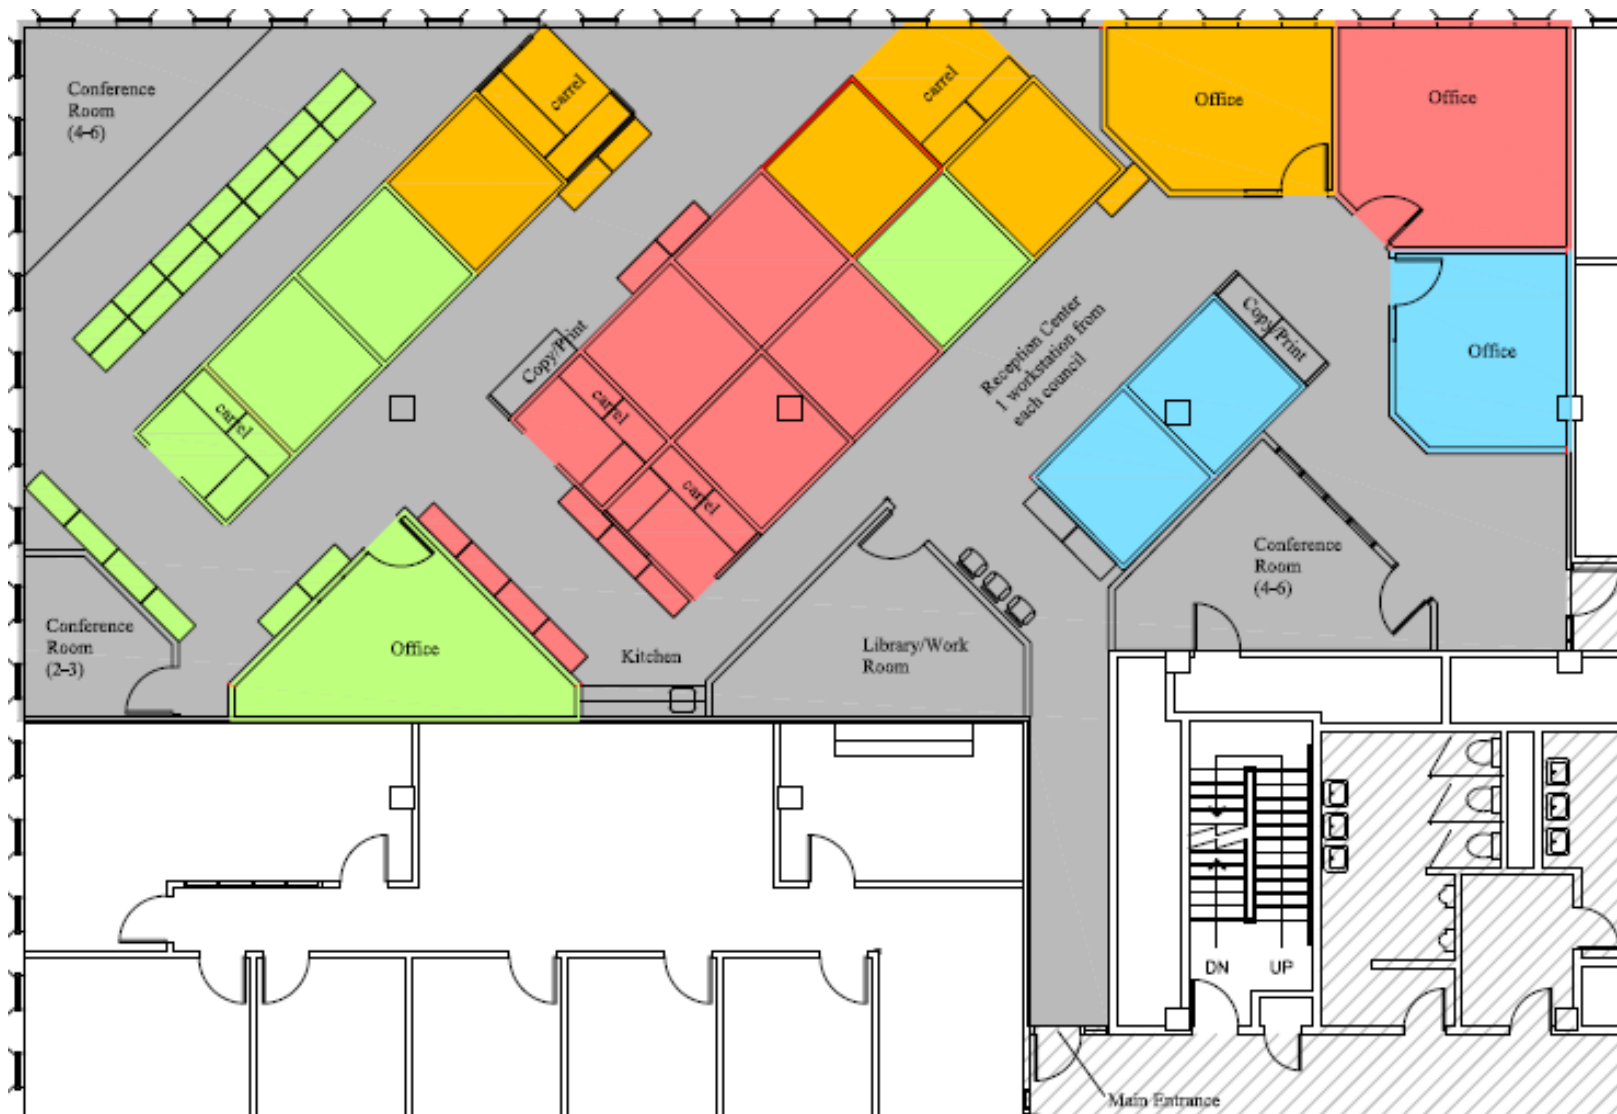 Conference
Room
(4-6)
carrel
carrel
Office
Office
Copy/Print
Reception Center
1 workstation from
each council
Copy/Print
Office
carrel
carrel
carrel
Conference
Room
(4-6)
Conference
Room
(2-3)
Office
Kitchen
Library/Work
Room
DN
UP
Main Entrance